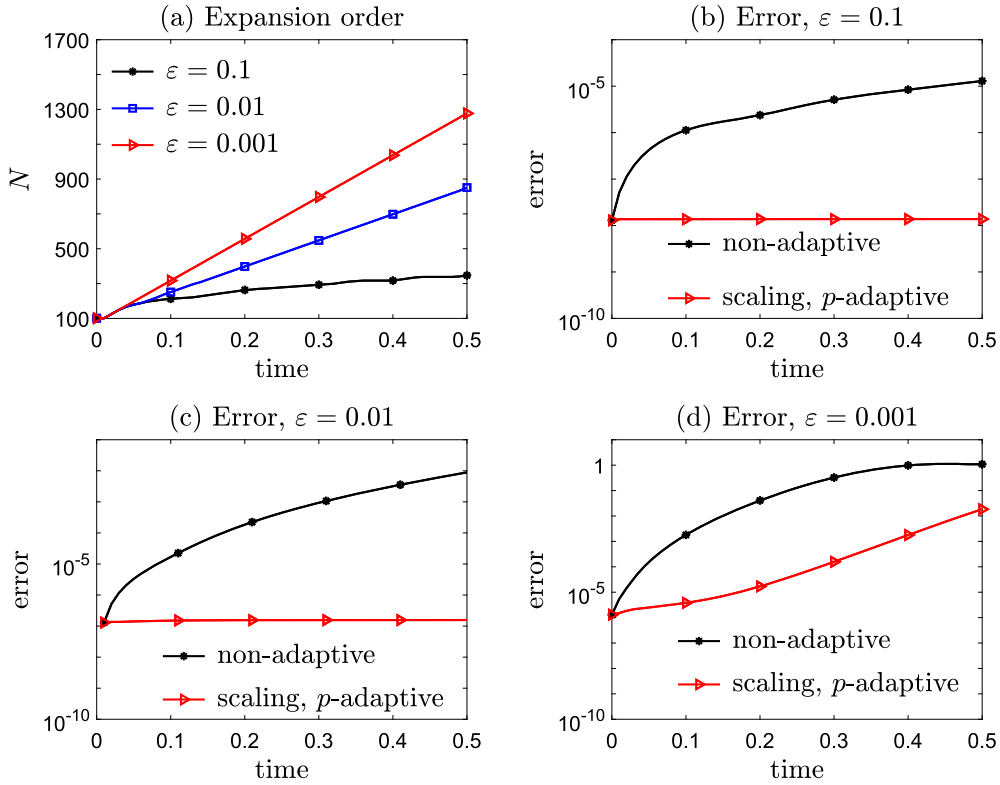 (a) Expansion order
1700
1300
900
500
100
N
ε = 0.1
ε = 0.01
ε = 0.001
0 0.1 0.2 0.3 0.4 0.5
time
(b) Error, ε = 0.1
10^-5
10^-10
error
non-adaptive
scaling, p-adaptive
0 0.1 0.2 0.3 0.4 0.5
time
(c) Error, ε = 0.01
10^-5
10^-10
error
non-adaptive
scaling, p-adaptive
0 0.1 0.2 0.3 0.4 0.5
time
(d) Error, ε = 0.001
1
10^-5
10^-10
error
non-adaptive
scaling, p-adaptive
0 0.1 0.2 0.3 0.4 0.5
time